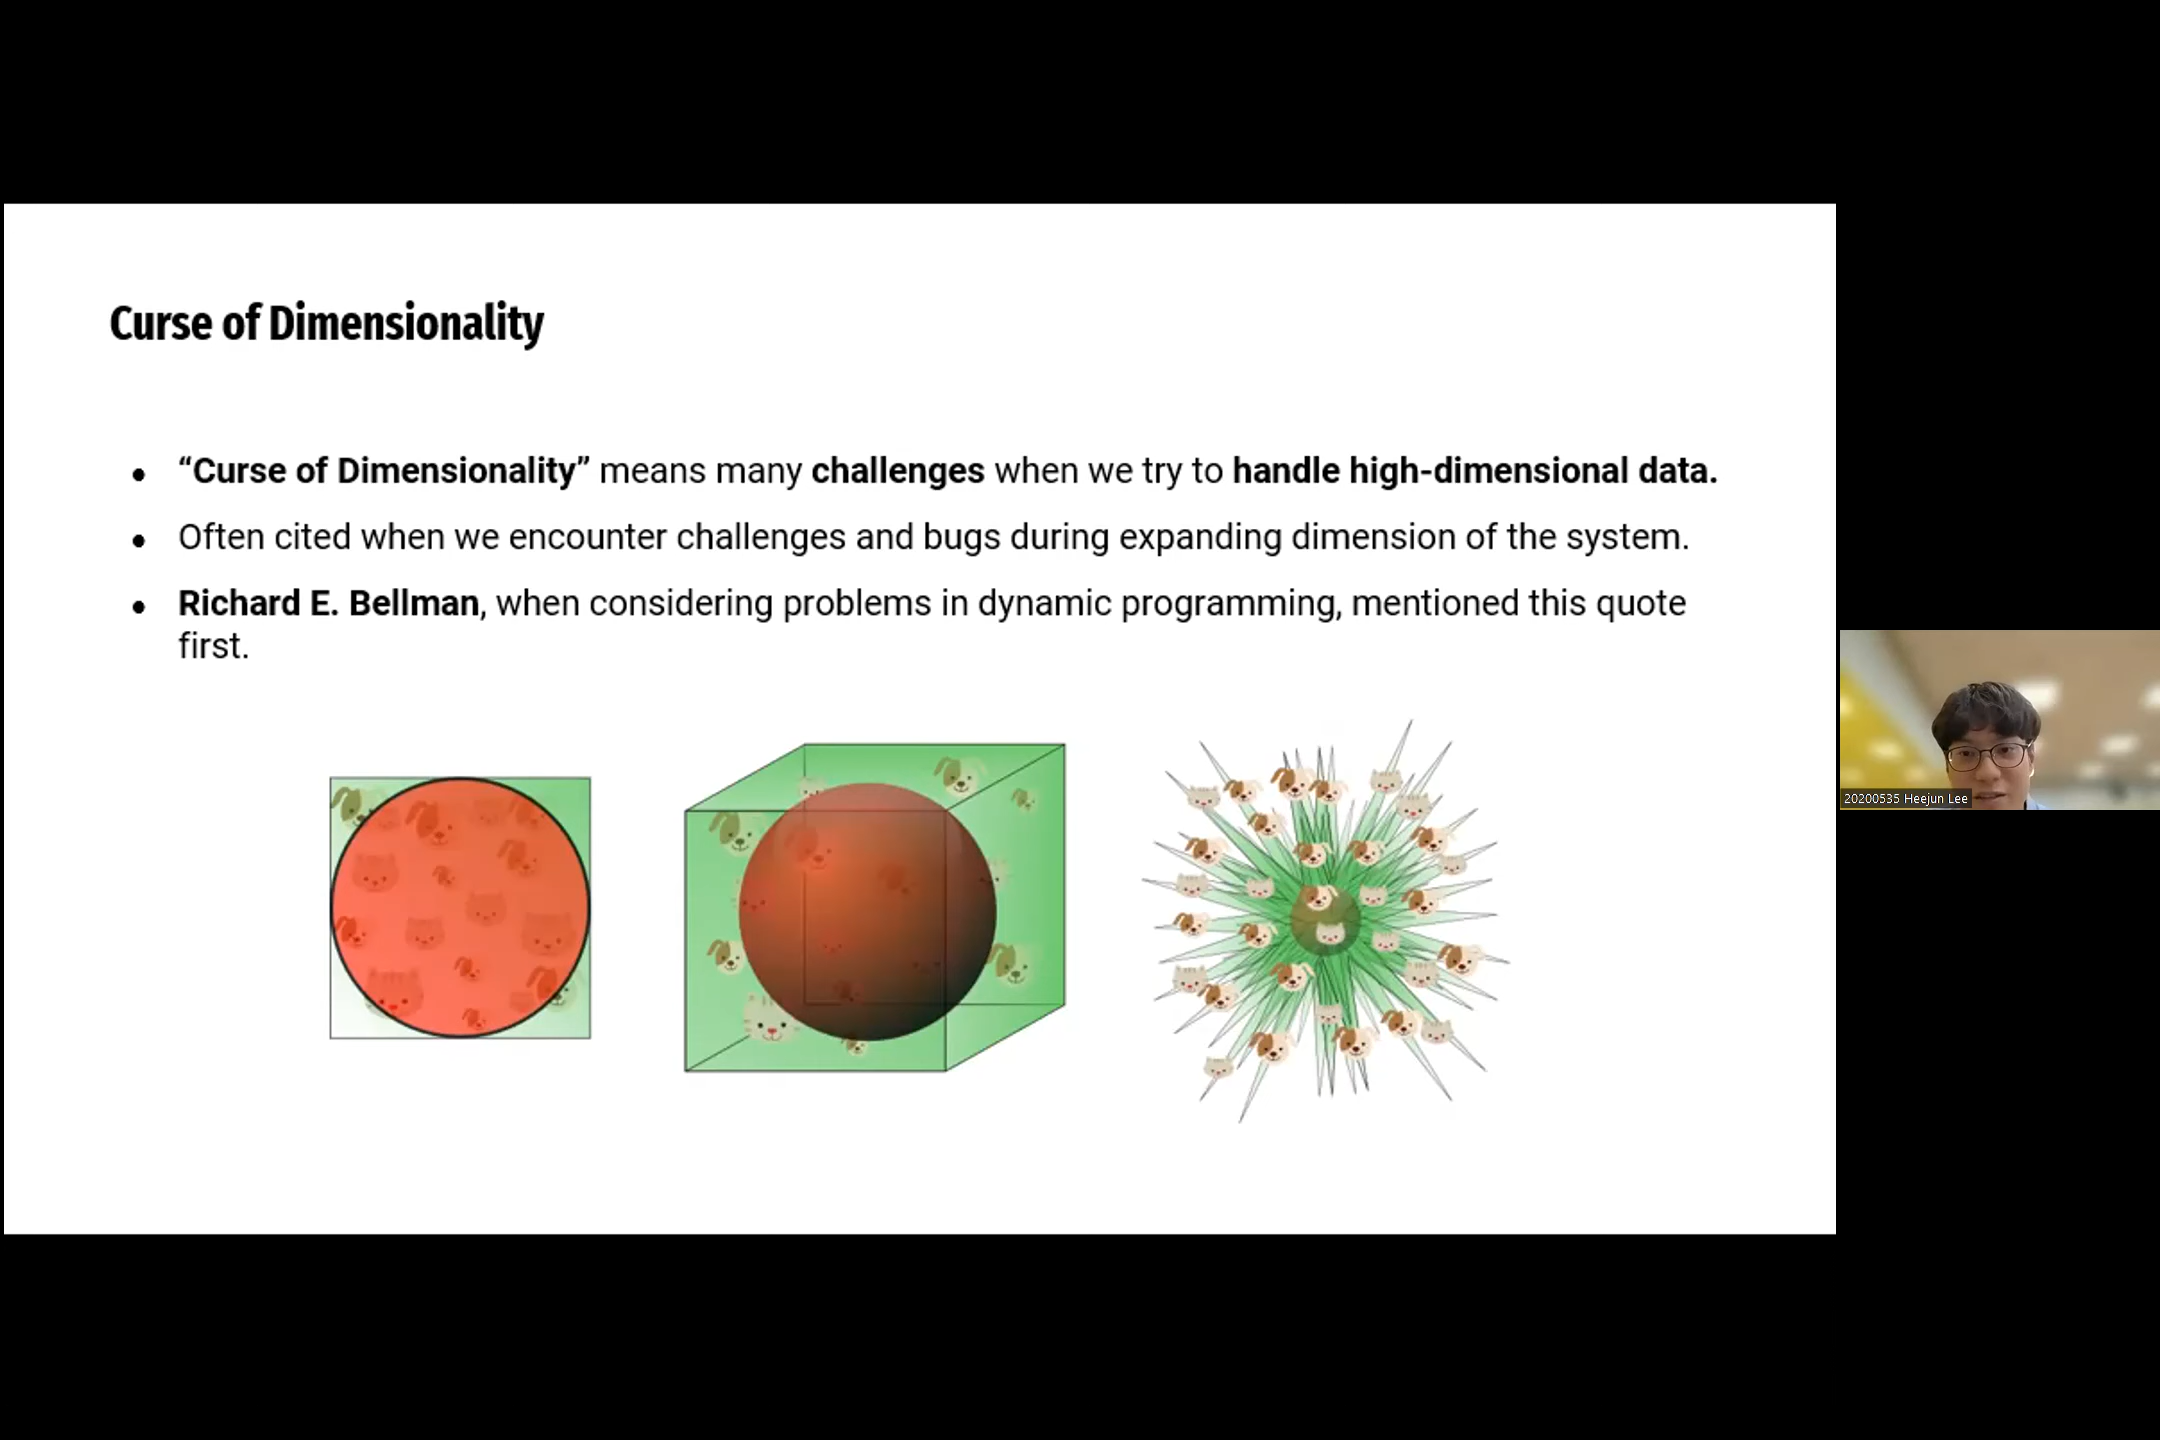 Curse of Dimensionality
● “Curse of Dimensionality” means many challenges when we try to handle high-dimensional data.
● Often cited when we encounter challenges and bugs during expanding dimension of the system.
● Richard E. Bellman, when considering problems in dynamic programming, mentioned this quote
first.
20200535 Heejun Lee